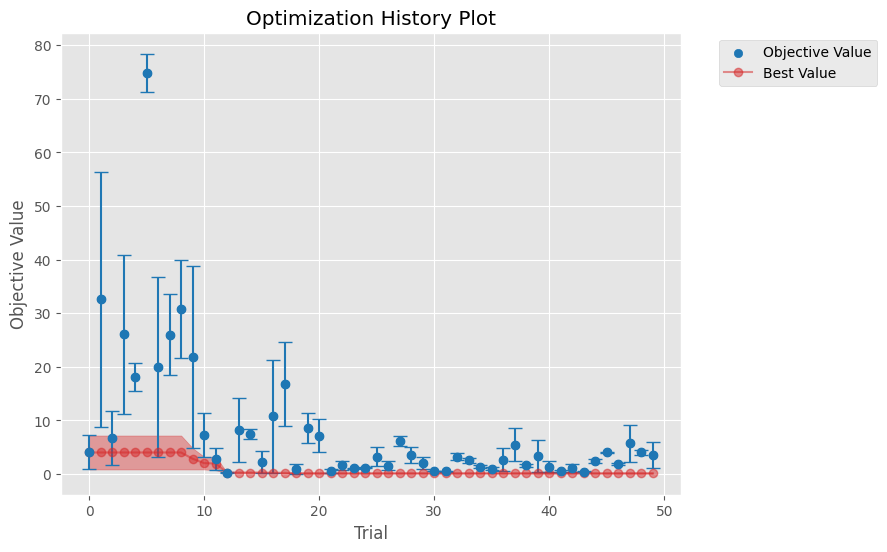 Optimization History Plot
Objective Value
Best Value
Objective Value
80
70
60
50
40
30
20
10
0
0 10 20 30 40 50
Trial